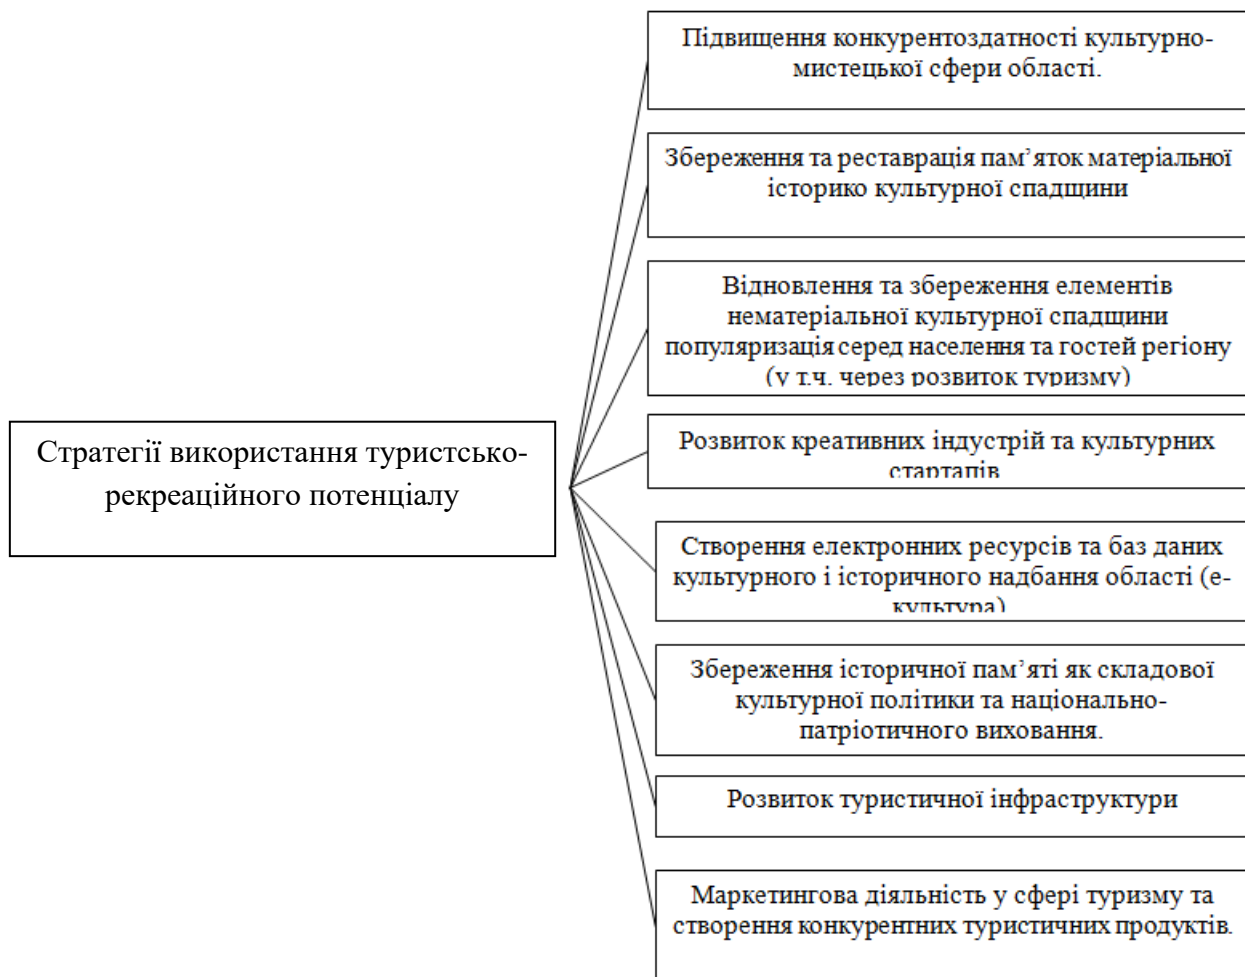 Підвищення конкурентоздатності культурно-
мистецької сфери області.
Збереження та реставрація пам’яток матеріальної
історико культурної спадщини
Відновлення та збереження елементів
нематеріальної культурної спадщини
популяризація серед населення та гостей регіону
(у т.ч. через розвиток туризму)
Стратегії використання туристсько-
рекреаційного потенціалу
Розвиток креативних індустрій та культурних
стартапів
Створення електронних ресурсів та баз даних
культурного і історичного надбання області (е-
культура)
Збереження історичної пам’яті як складової
культурної політики та національно-
патріотичного виховання.
Розвиток туристичної інфраструктури
Маркетингова діяльність у сфері туризму та
створення конкурентних туристичних продуктів.